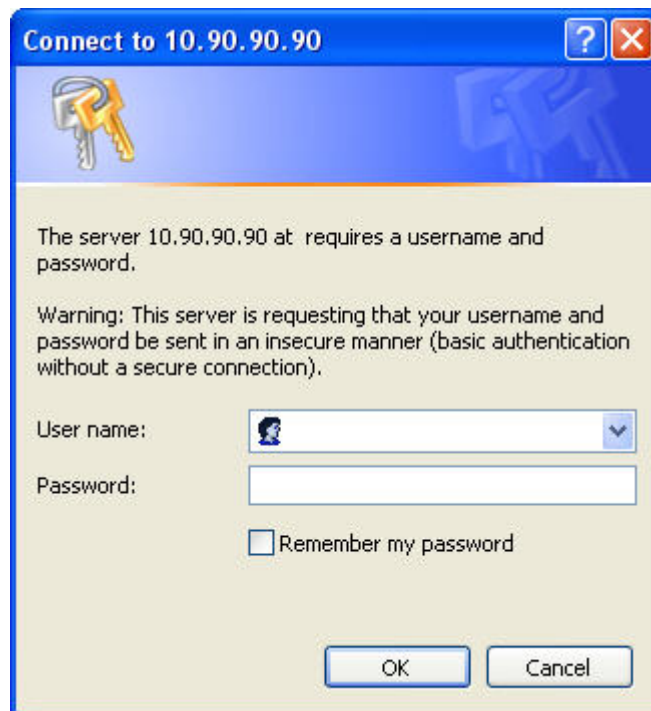 Connect to 10.90.90.90
The server 10.90.90.90 at  requires a username and
password.
Warning: This server is requesting that your username and
password be sent in an insecure manner (basic authentication
without a secure connection).
User name:
Password:
Remember my password
OK
Cancel